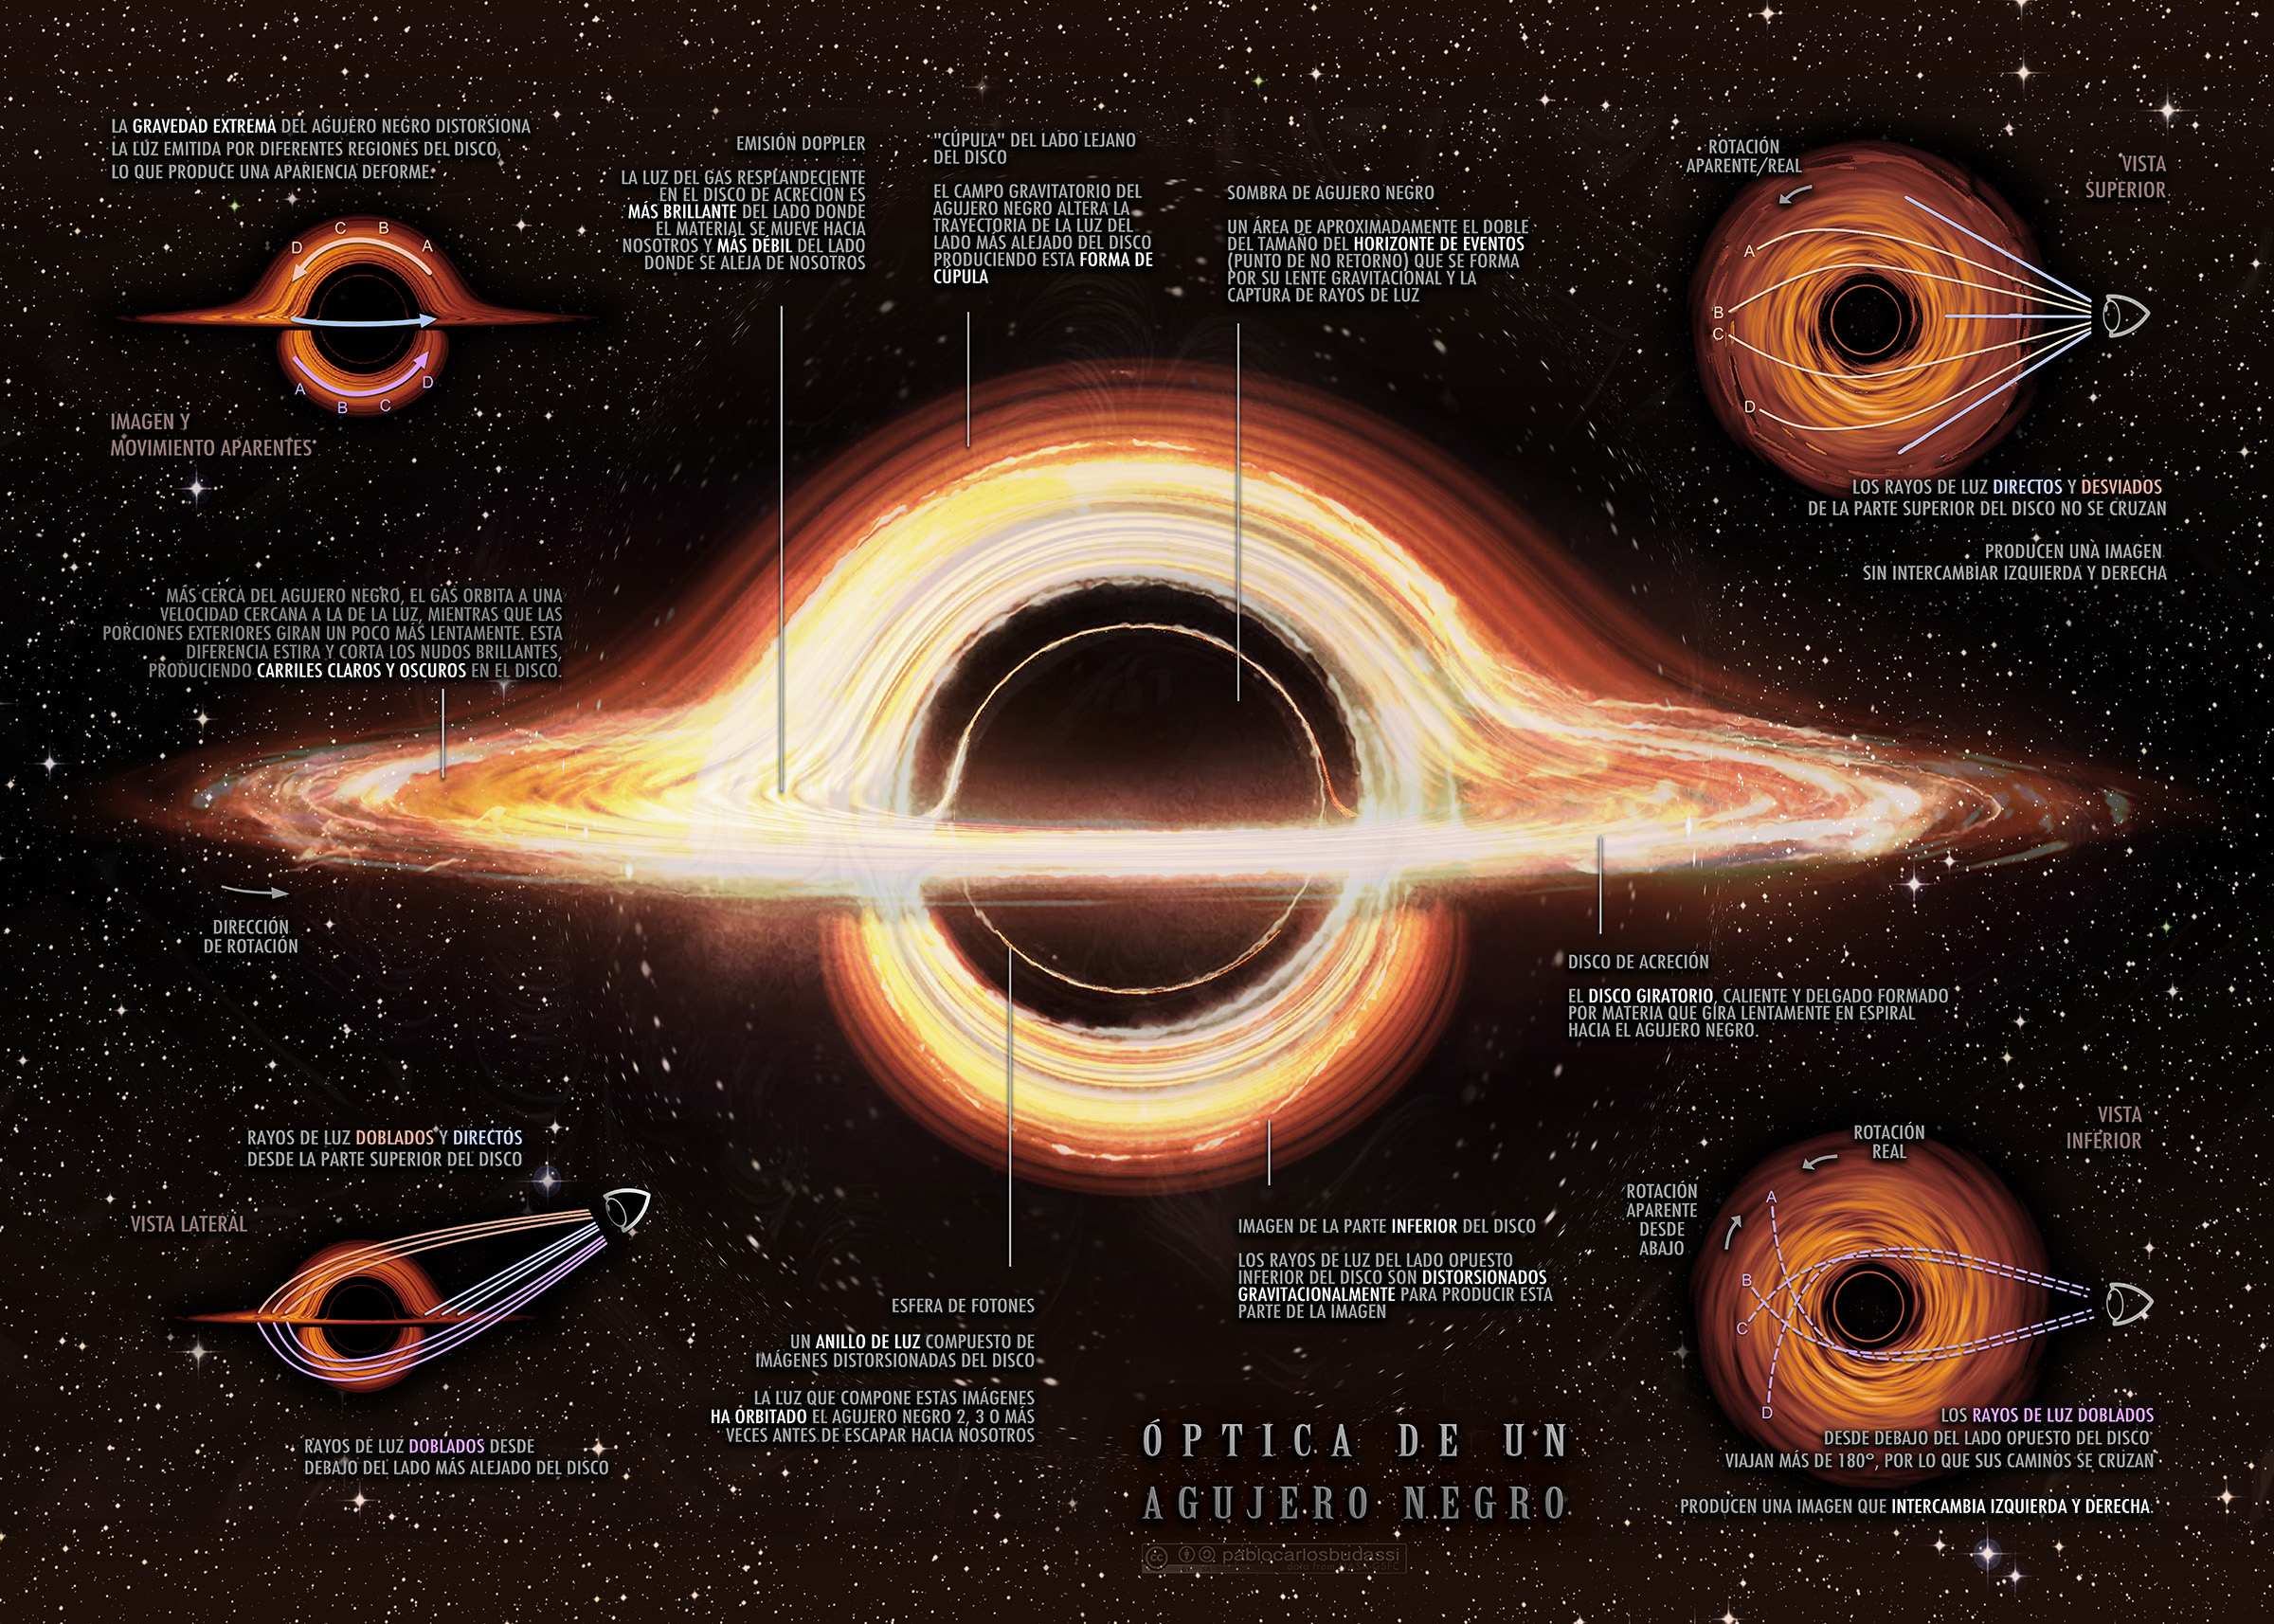 LA GRAVEDAD EXTREMA DEL AGUJERO NEGRO DISTORSIONA
LA LUZ EMITIDA POR DIFERENTES REGIONES DEL DISCO,
LO QUE PRODUCE UNA APARIENCIA DEFORME.
D
C
B
A
A
B
C
D
IMAGEN Y
MOVIMIENTO APARENTES
EMISIÓN DOPPLER
LA LUZ DEL GAS RESPLANDECIENTE
EN EL DISCO DE ACRECIÓN ES
MÁS BRILLANTE DEL LADO DONDE
EL MATERIAL SE MUEVE HACIA
NOSOTROS Y MÁS DÉBIL DEL LADO
DONDE SE ALEJA DE NOSOTROS
"CÚPULA" DEL LADO LEJANO
DEL DISCO
EL CAMPO GRAVITATORIO DEL
AGUJERO NEGRO ALTERA LA
TRAYECTORIA DE LA LUZ DEL
LADO MÁS ALEJADO DEL DISCO
PRODUCIENDO ESTA FORMA DE
CÚPULA
SOMBRA DE AGUJERO NEGRO
UN ÁREA DE APROXIMADAMENTE EL DOBLE
DEL TAMAÑO DEL HORIZONTE DE EVENTOS
(PUNTO DE NO RETORNO) QUE SE FORMA
POR SU LENTE GRAVITACIONAL Y LA
CAPTURA DE RAYOS DE LUZ
ROTACIÓN
APARENTE/REAL
VISTA
SUPERIOR
A
B
C
D
LOS RAYOS DE LUZ DIRECTOS Y DESVIADOS
DE LA PARTE SUPERIOR DEL DISCO NO SE CRUZAN
PRODUCEN UNA IMAGEN
SIN INTERCAMBIAR IZQUIERDA Y DERECHA
MÁS CERCA DEL AGUJERO NEGRO, EL GAS ORBITA A UNA
VELOCIDAD CERCANA A LA DE LA LUZ, MIENTRAS QUE LAS
PORCIONES EXTERIORES GIRAN UN POCO MÁS LENTAMENTE. ESTA
DIFERENCIA ESTIRA Y CORTA LOS NUDOS BRILLANTES,
PRODUCIENDO CARRILES CLAROS Y OSCUROS EN EL DISCO.
DIRECCIÓN
DE ROTACIÓN
DISCO DE ACRECIÓN
EL DISCO GIRATORIO, CALIENTE Y DELGADO FORMADO
POR MATERIA QUE GIRA LENTAMENTE EN ESPIRAL
HACIA EL AGUJERO NEGRO.
RAYOS DE LUZ DOBLADOS Y DIRECTOS
DESDE LA PARTE SUPERIOR DEL DISCO
VISTA LATERAL
RAYOS DE LUZ DOBLADOS DESDE
DEBAJO DEL LADO MÁS ALEJADO DEL DISCO
ESFERA DE FOTONES
UN ANILLO DE LUZ COMPUESTO DE
IMÁGENES DISTORSIONADAS DEL DISCO
LA LUZ QUE COMPONE ESTAS IMÁGENES
HA ÓRBITADO EL AGUJERO NEGRO 2, 3 O MÁS
VECES ANTES DE ESCAPAR HACIA NOSOTROS
IMAGEN DE LA PARTE INFERIOR DEL DISCO
LOS RAYOS DE LUZ DEL LADO OPUESTO
INFERIOR DEL DISCO SON DISTORSIONADOS
GRAVITACIONALMENTE PARA PRODUCIR ESTA
PARTE DE LA IMAGEN
VISTA
INFERIOR
ROTACIÓN
REAL
ROTACIÓN
APARENTE
DESDE
ABAJO
A
B
C
D
LOS RAYOS DE LUZ DOBLADOS
DESDE DEBAJO DEL LADO OPUESTO DEL DISCO
VIAJAN MÁS DE 180°, POR LO QUE SUS CAMINOS SE CRUZAN
PRODUCEN UNA IMAGEN QUE INTERCAMBIA IZQUIERDA Y DERECHA.
ÓPTICA DE UN
AGUJERO NEGRO
cc pablocarlosbudassi